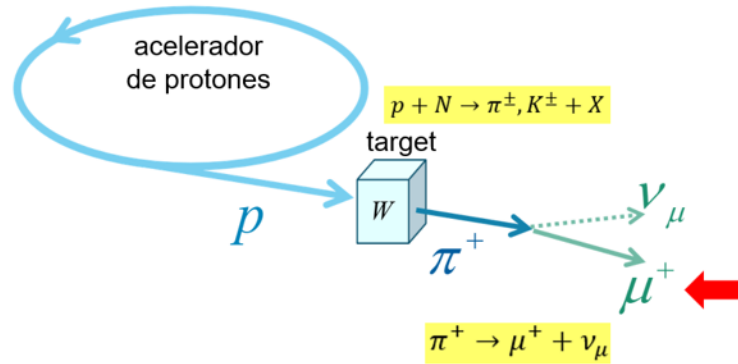 acelerador
de protones
p + N → π±, K± + X
target
W
p
π+
νμ
μ+
π+ → μ+ + νμ